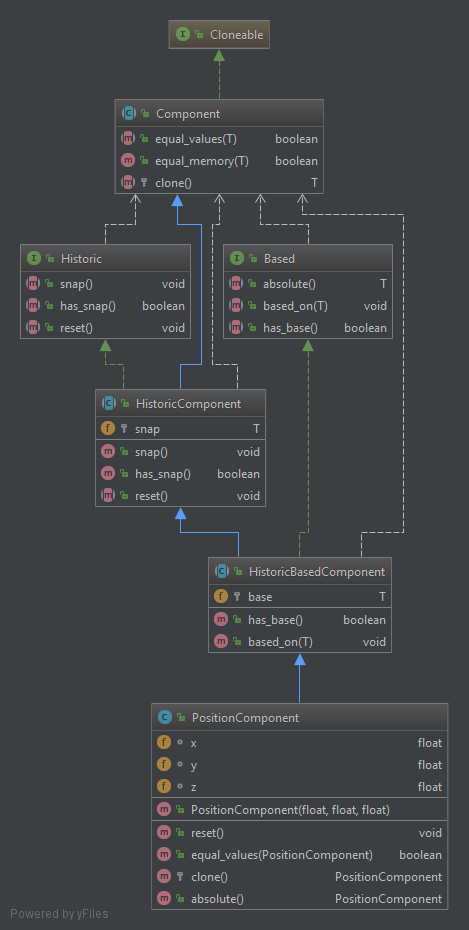 Cloneable
Component
equal_values(T) boolean
equal_memory(T) boolean
clone() T
Historic
snap() void
has_snap() boolean
reset() void
Based
absolute() T
based_on(T) void
has_base() boolean
HistoricComponent
snap T
snap() void
has_snap() boolean
reset() void
HistoricBasedComponent
base T
has_base() boolean
based_on(T) void
PositionComponent
x float
y float
z float
PositionComponent(float, float, float)
reset() void
equal_values(PositionComponent) boolean
clone() PositionComponent
absolute() PositionComponent
Powered by yFiles